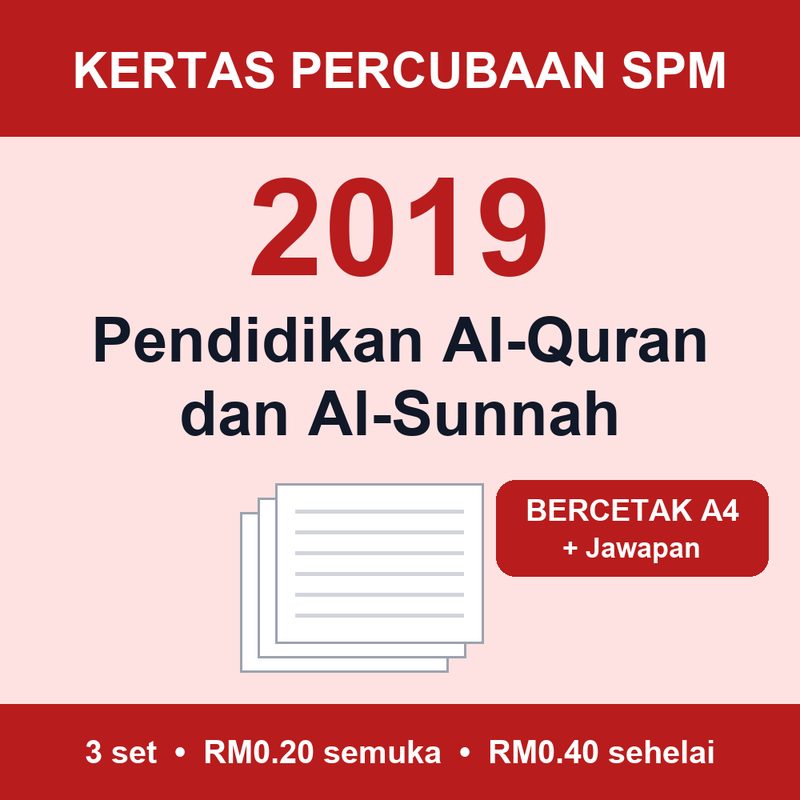 KERTAS PERCUBAAN SPM
2019
Pendidikan Al-Quran
dan Al-Sunnah
BERCETAK A4
+ Jawapan
3 set • RM0.20 semuka • RM0.40 sehelai